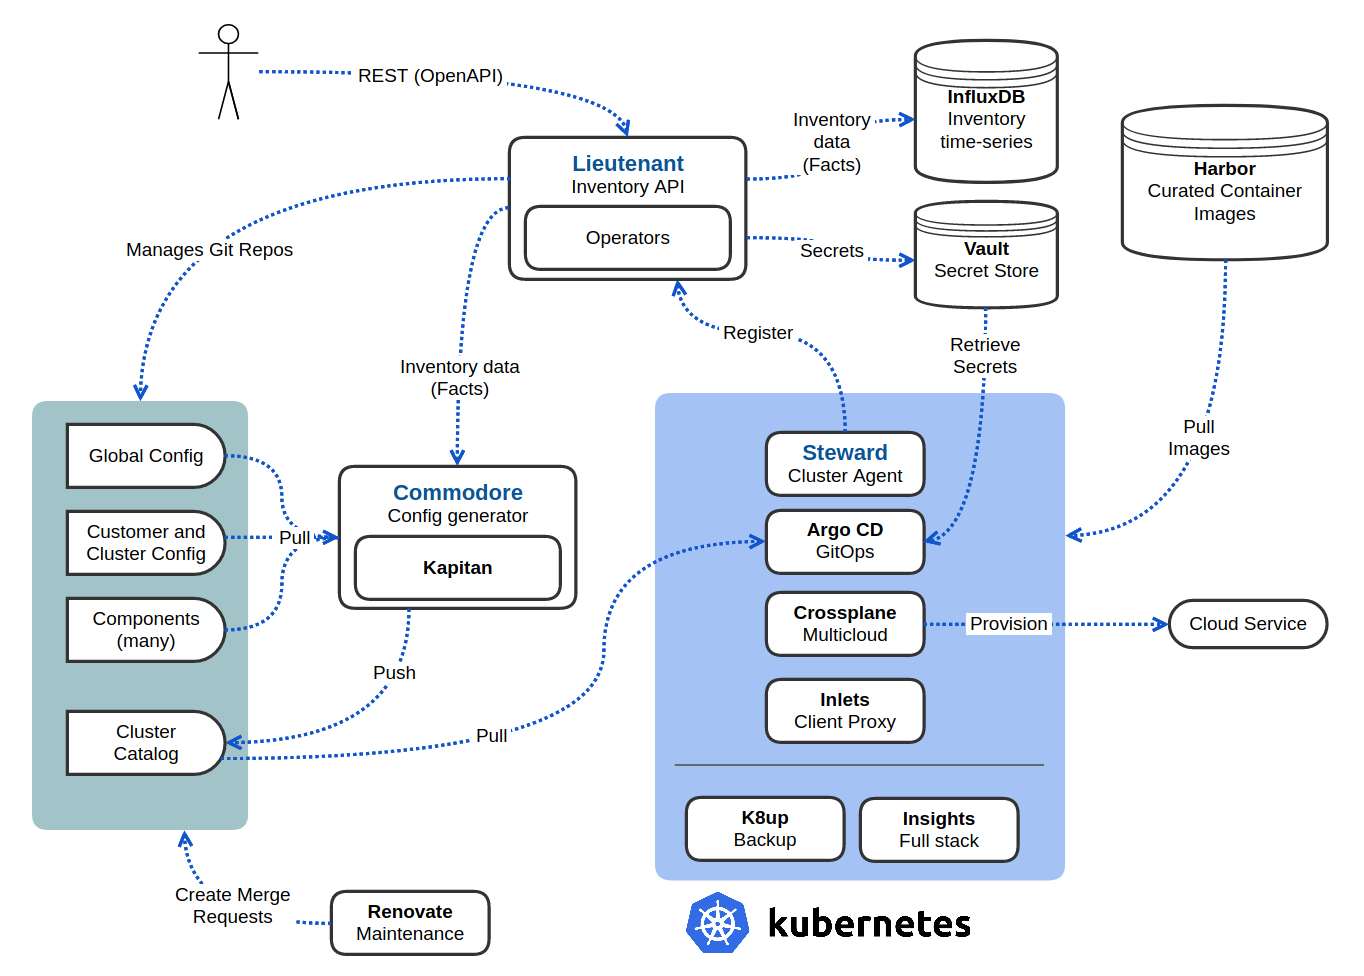 REST (OpenAPI)
Lieutenant
Inventory API
Operators
Inventory
data
(Facts)
InfluxDB
Inventory
time-series
Secrets
Vault
Secret Store
Harbor
Curated Container
Images
Manages Git Repos
Inventory data
(Facts)
Register
Retrieve
Secrets
Pull
Images
Global Config
Customer and
Cluster Config
Components
(many)
Cluster
Catalog
Pull
Commodore
Config generator
Kapitan
Push
Pull
Steward
Cluster Agent
Argo CD
GitOps
Crossplane
Multicloud
Provision
Cloud Service
Inlets
Client Proxy
K8up
Backup
Insights
Full stack
Create Merge
Requests
Renovate
Maintenance
kubernetes